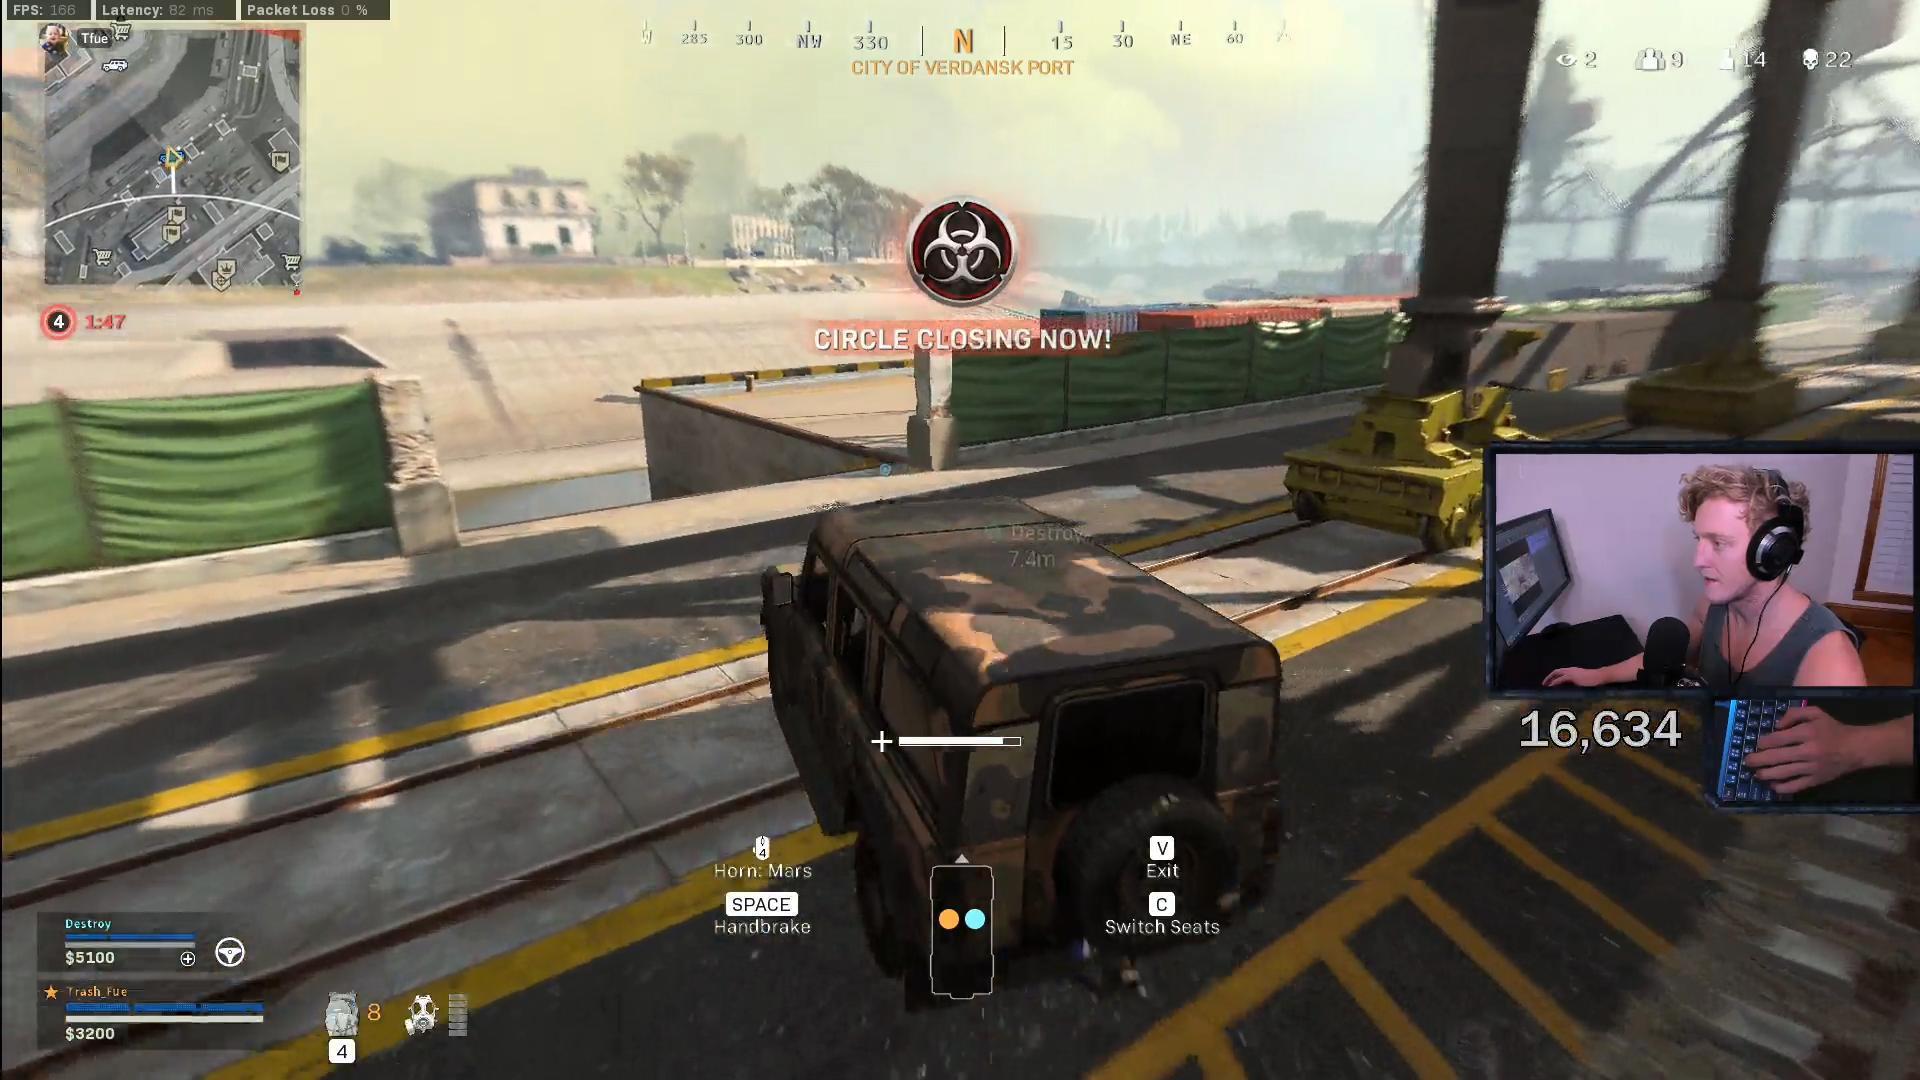 FPS: 166 Latency: 82 ms Packet Loss 0 %
Tfue
285 300 NW 330 N 15 30 NE 60
CITY OF VERDANSK PORT
2 9 14 22
4 1:47
CIRCLE CLOSING NOW!
Destroy
7.4m
16,634
4
Horn: Mars
SPACE
Handbrake
V
Exit
C
Switch Seats
Destroy
$5100
Trash_Fue
$3200
8
4